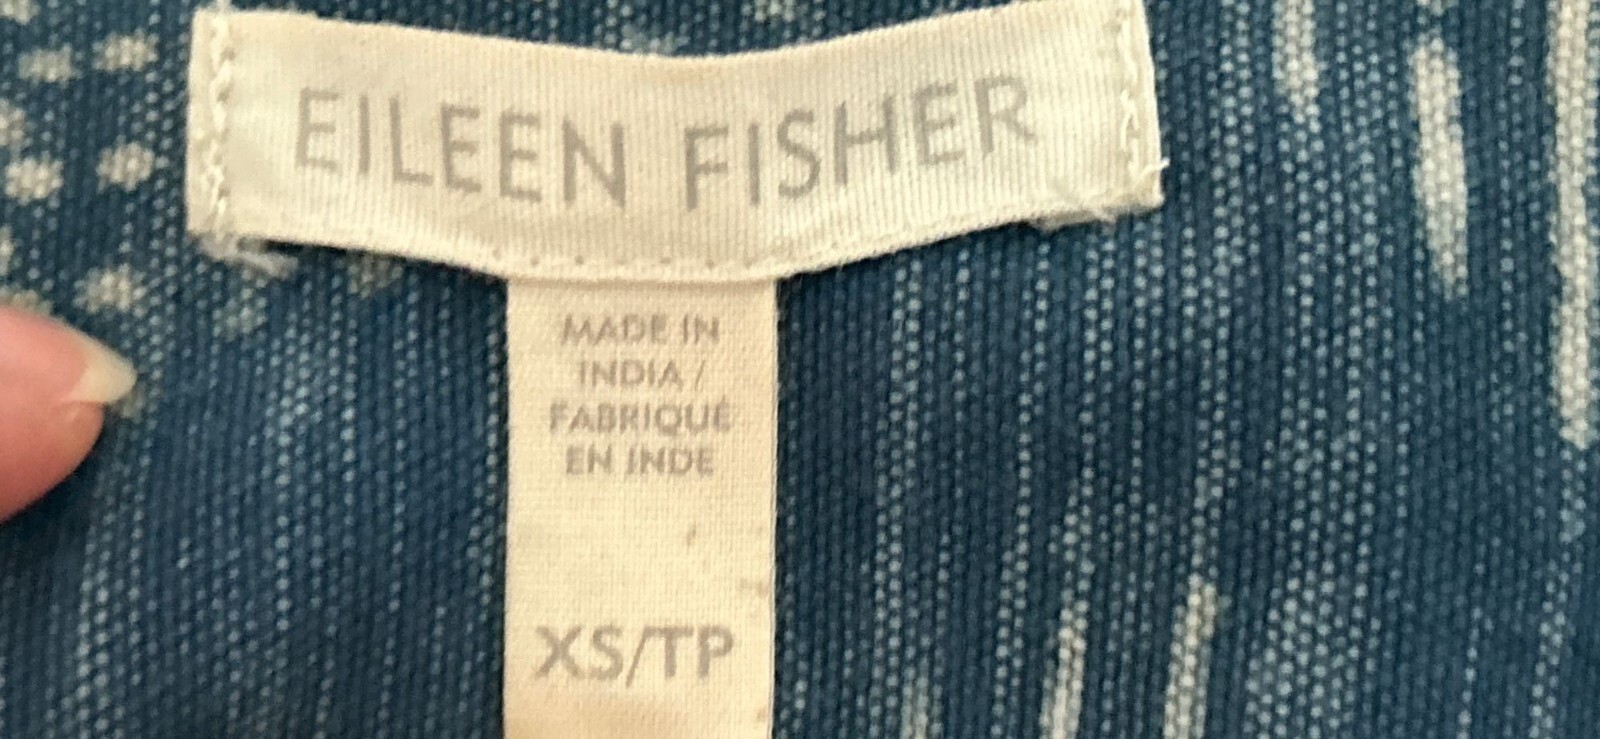 EILEEN FISHER
MADE IN
INDIA /
FABRIQUÉ
EN INDE
XS/TP